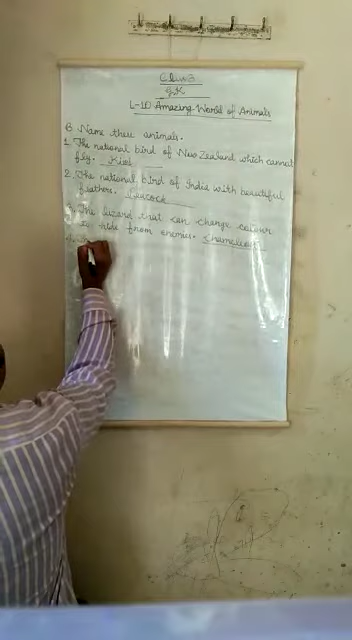 Class 3
G.K
L-10 Amazing World of Animals
B. Name these animals.
1. The national bird of New Zealand which cannot
fly. Kiwi
2. The national bird of India with beautiful
feathers. Peacock
3. The lizard that can change colour
to hide from enemies. Chameleon